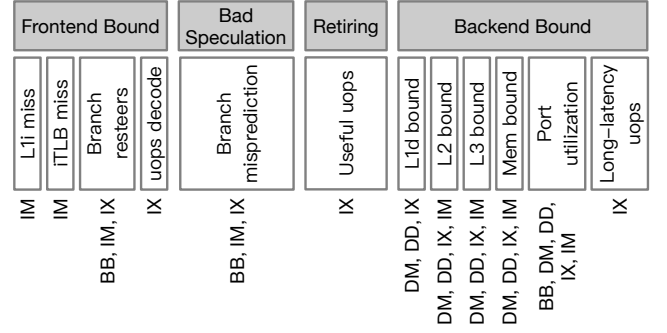 Frontend Bound
Bad
Speculation
Retiring
Backend Bound
L1i miss
iTLB miss
Branch
resteers
uops decode
Branch
misprediction
Useful uops
L1d bound
L2 bound
L3 bound
Mem bound
Port
utilization
Long–latency
uops
IM
IM
BB, IM, IX
IX
BB, IM, IX
IX
DM, DD, IX
DM, DD, IX, IM
DM, DD, IX, IM
DM, DD, IX, IM
BB, DM, DD,
IX, IM
IX